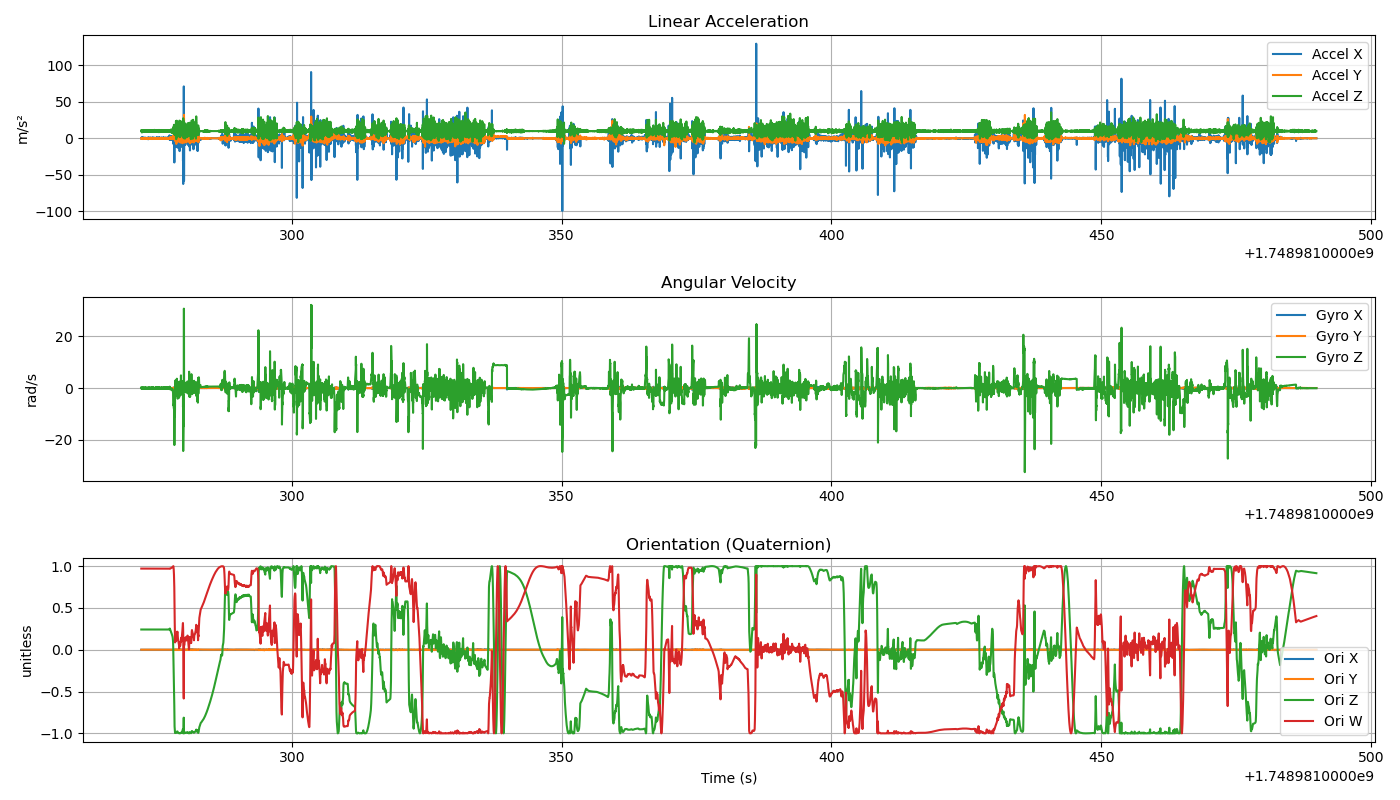 Linear Acceleration
m/s²
100
50
0
−50
−100
Accel X
Accel Y
Accel Z
300 350 400 450 500
+1.7489810000e9
Angular Velocity
rad/s
20
0
−20
Gyro X
Gyro Y
Gyro Z
300 350 400 450 500
+1.7489810000e9
Orientation (Quaternion)
unitless
1.0
0.5
0.0
−0.5
−1.0
Ori X
Ori Y
Ori Z
Ori W
300 350 400 450 500
Time (s)
+1.7489810000e9